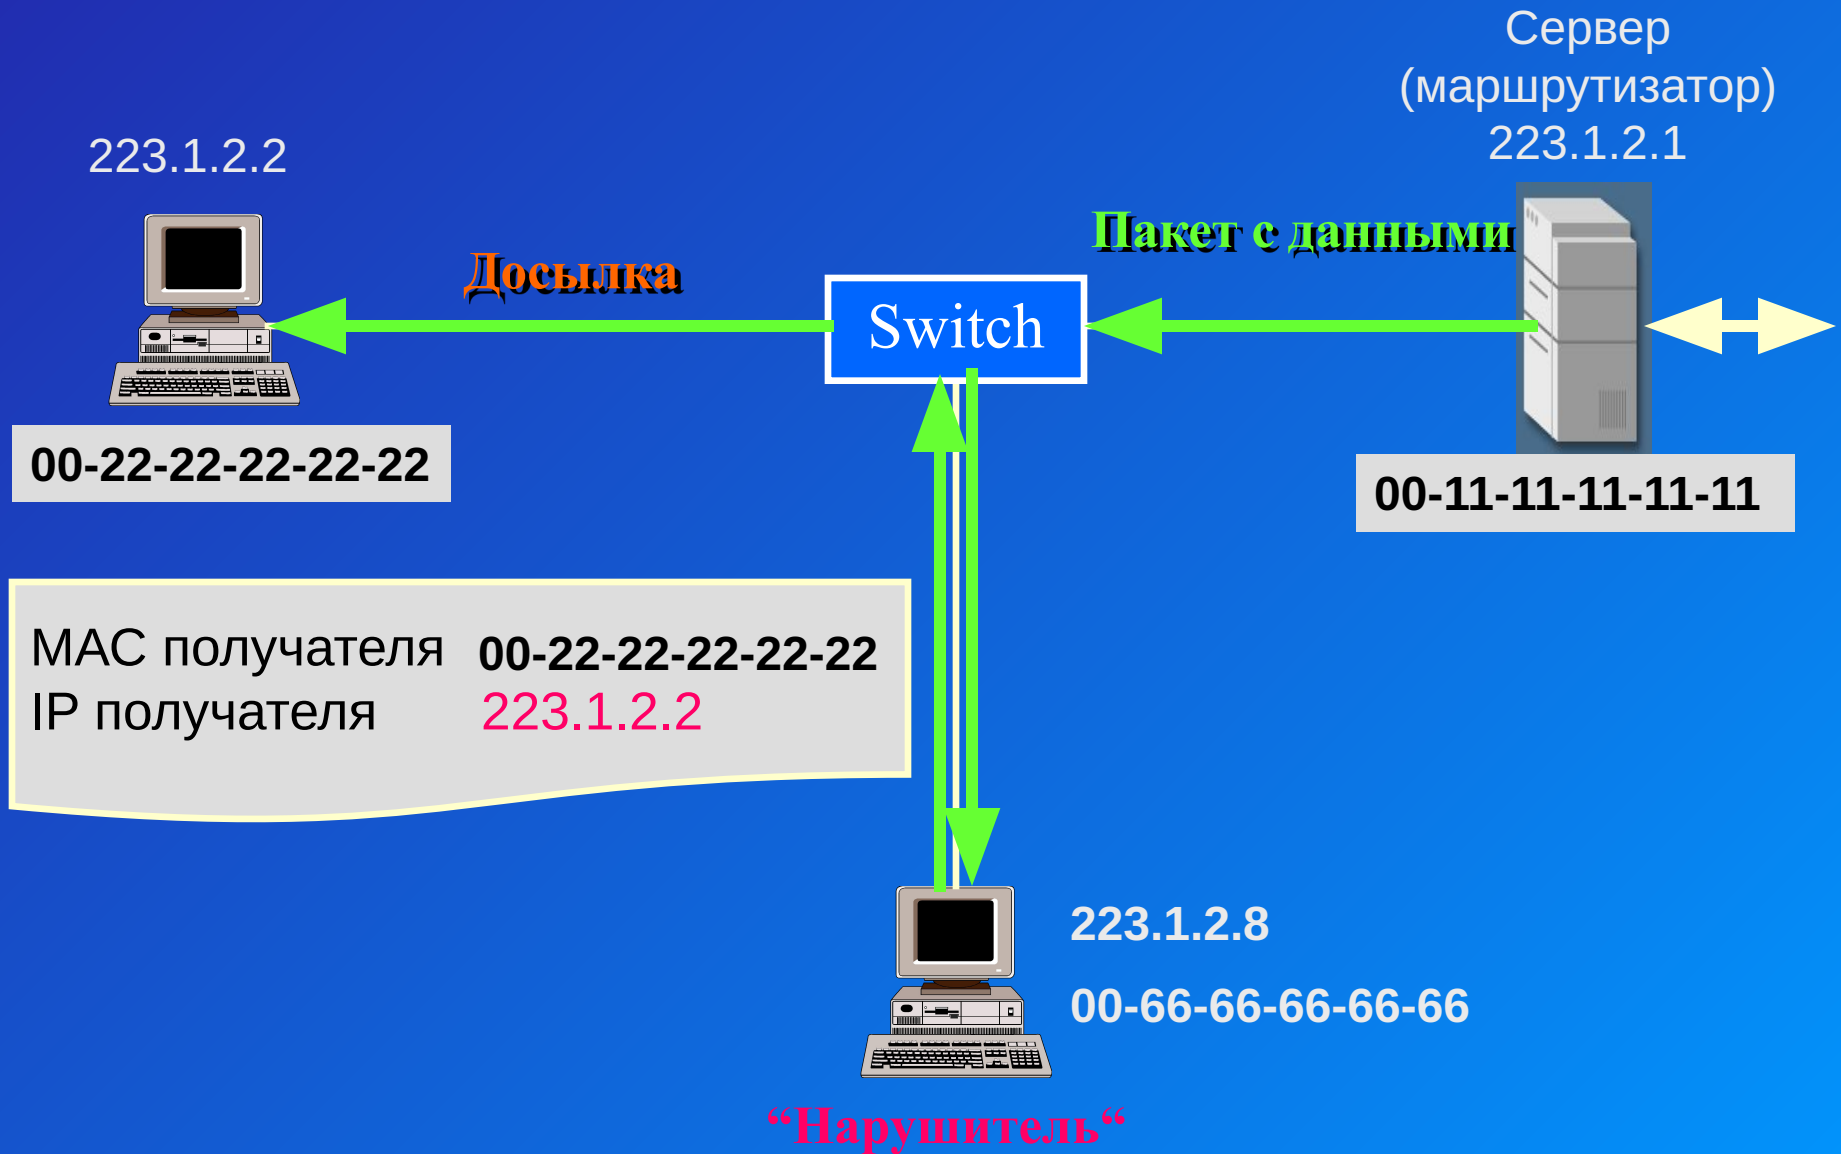 Сервер
(маршрутизатор)
223.1.2.1
223.1.2.2
Пакет с данными
Досылка
Switch
00-22-22-22-22-22
00-11-11-11-11-11
MAC получателя 00-22-22-22-22-22
IP получателя 223.1.2.2
223.1.2.8
00-66-66-66-66-66
“Нарушитель“